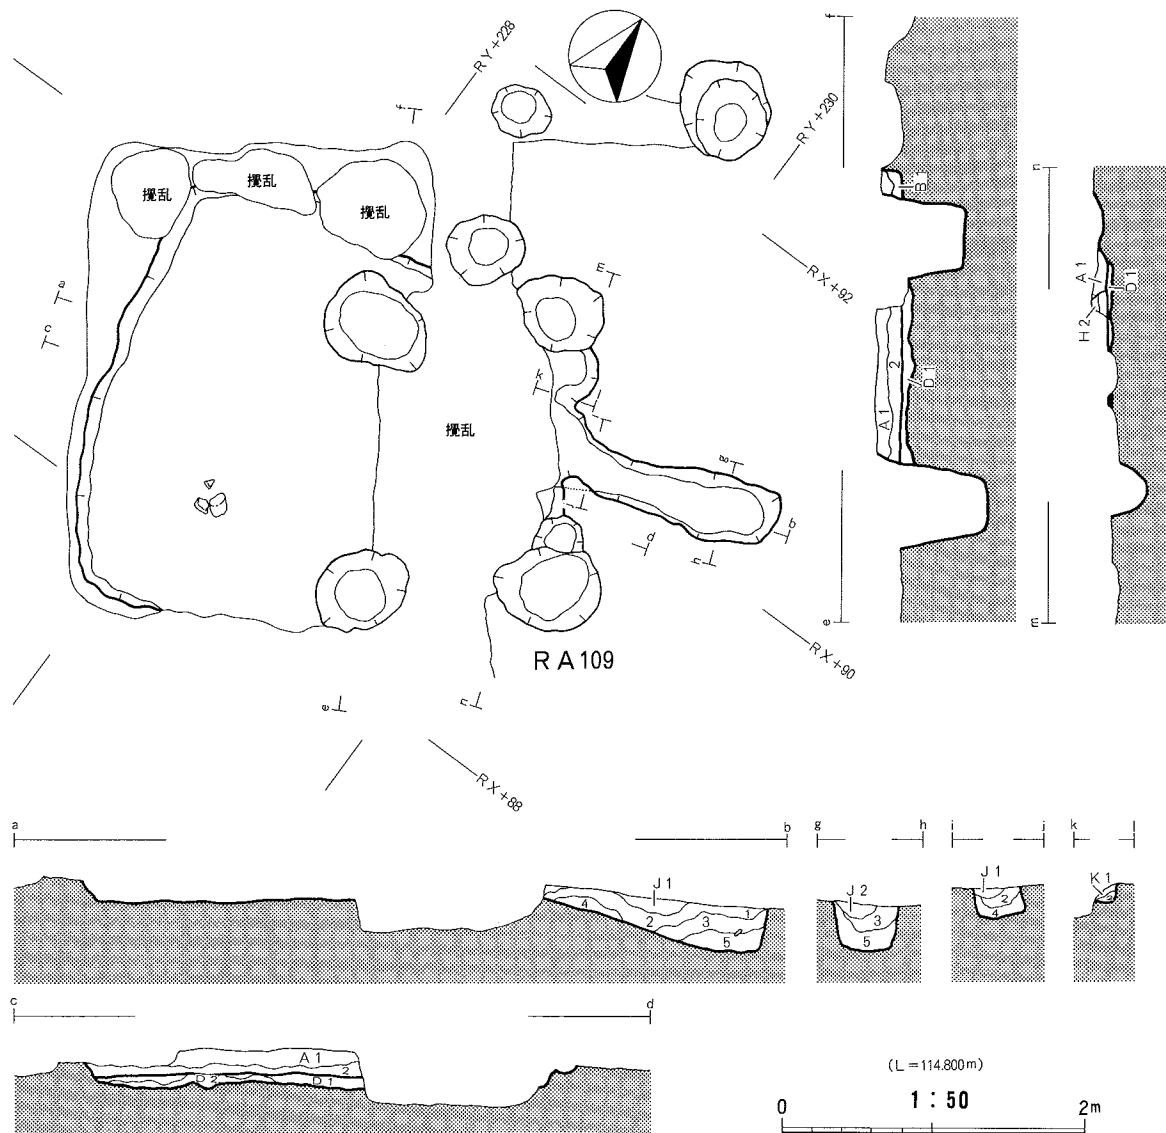 RY+228
RY+230
RX+92
RX+90
RX+88
攪乱
攪乱
攪乱
攪乱
RA109
f
a
c
m
k
l
j
i
g
b
d
h
e
n
f
e
B1
A1
2
D1
n
m
A1
D1
H2
a
b
J1
4
2
3
1
5
g
h
J2
3
5
i
j
J1
2
4
k
l
K1
c
d
A1
2
D2
D1
(L=114.800m)
1:50
0
2m